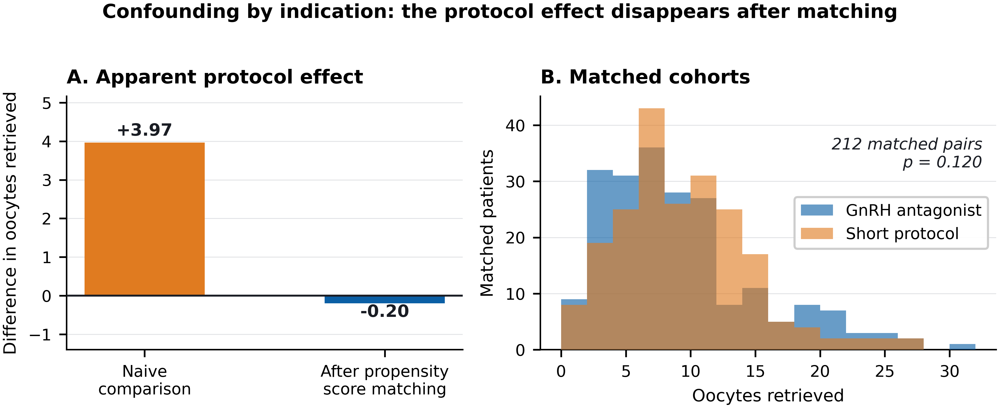 Confounding by indication: the protocol effect disappears after matching
A. Apparent protocol effect
Difference in oocytes retrieved
5
4
3
2
1
0
−1
+3.97
-0.20
Naive
comparison
After propensity
score matching
B. Matched cohorts
Matched patients
40
30
20
10
0
212 matched pairs
p = 0.120
GnRH antagonist
Short protocol
0 5 10 15 20 25 30
Oocytes retrieved